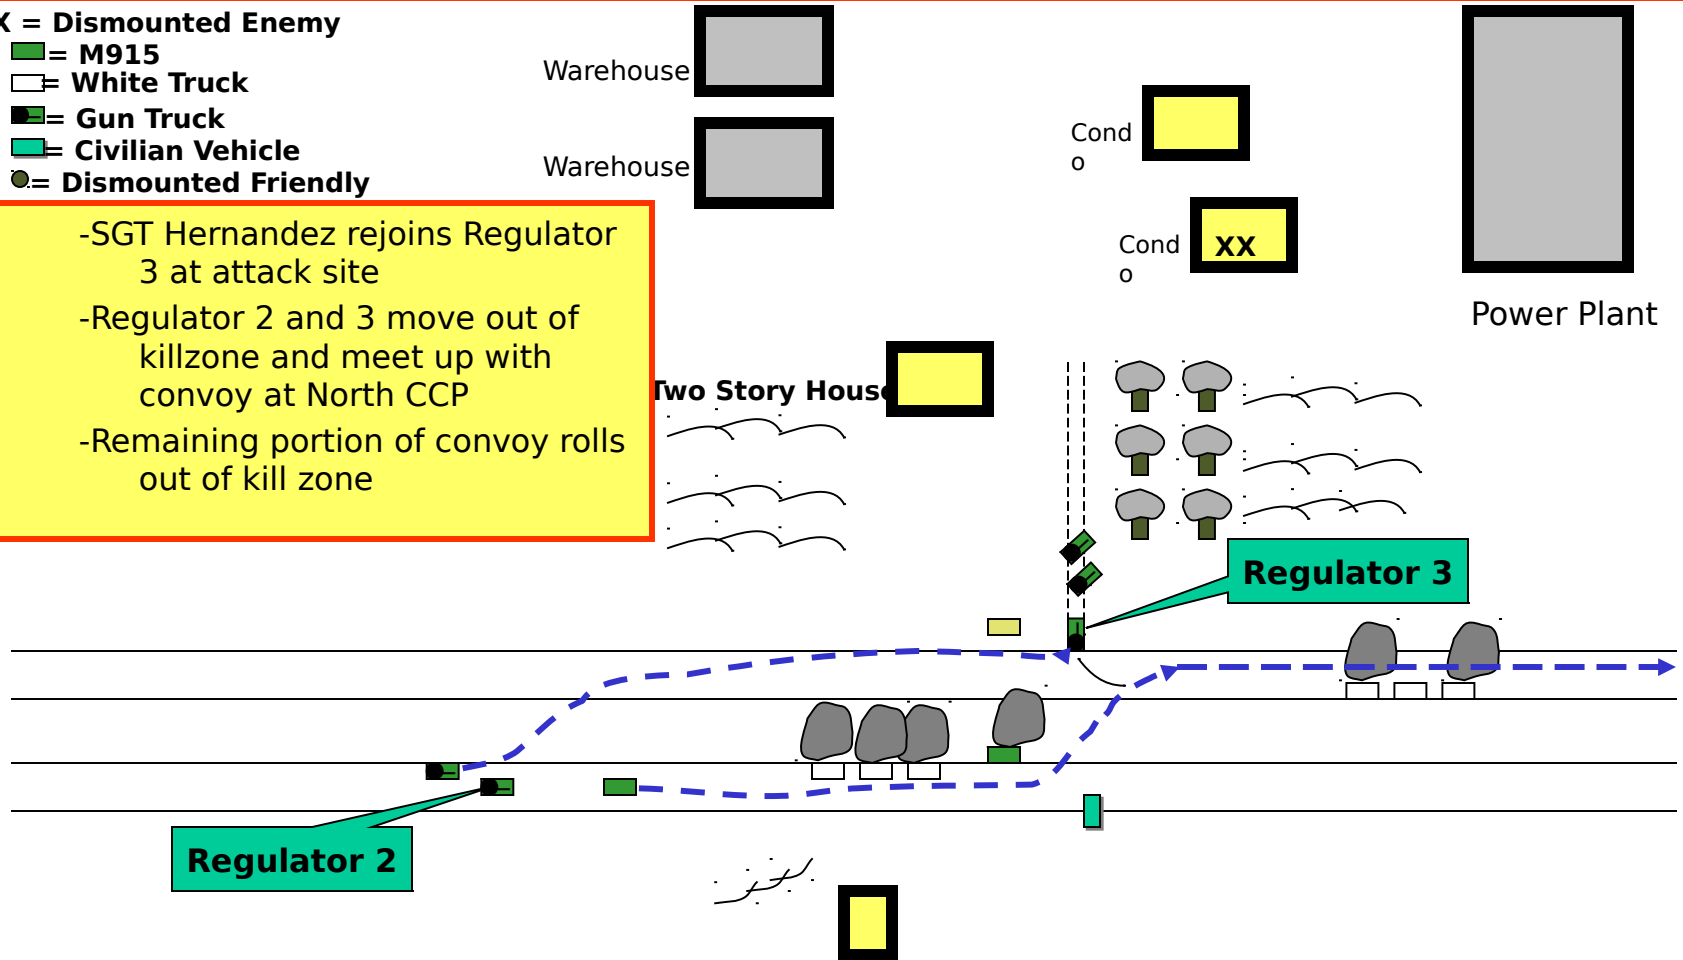 X = Dismounted Enemy
= M915
= White Truck
= Gun Truck
= Civilian Vehicle
= Dismounted Friendly
-SGT Hernandez rejoins Regulator
3 at attack site
-Regulator 2 and 3 move out of
killzone and meet up with
convoy at North CCP
-Remaining portion of convoy rolls
out of kill zone
Warehouse
Warehouse
Cond
o
Cond
o
XX
Power Plant
Two Story House
Regulator 3
Regulator 2